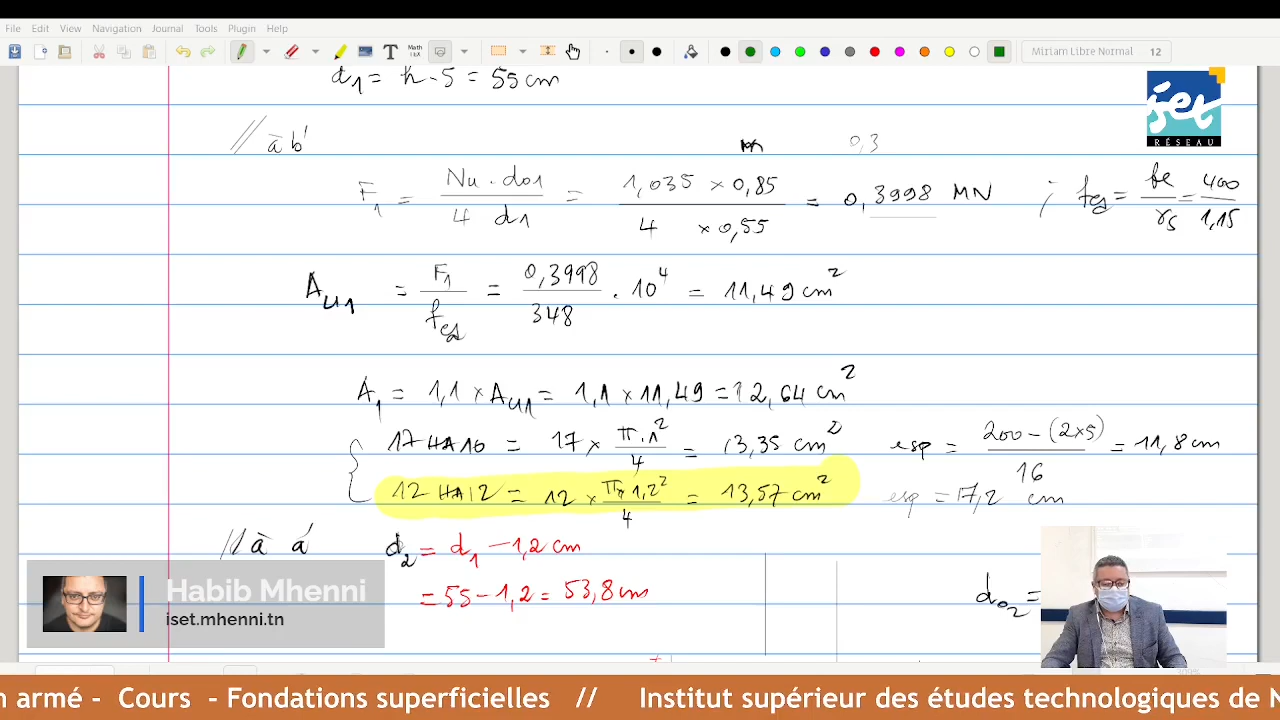 File Edit View Navigation Journal Tools Plugin Help
T Math TEX Miriam Libre Normal 12
d1 = h - 5 = 55 cm
iset
RÉSEAU
// à b'
0,3
F1 = Nu · d01 / 4 d1 = 1,035 × 0,85 / 4 × 0,55 = 0,3998 MN ; fed = fe / γs = 400 / 1,15
Au1 = F1 / fed = 0,3998 / 348 · 10^4 = 11,49 cm²
A1 = 1,1 × Au1 = 1,1 × 11,49 = 12,64 cm²
17 HA 10 = 17 × π·1² / 4 = 13,35 cm² esp = 200 - (2×5) / 16 = 11,8 cm
12 HA 12 = 12 × π×1,2² / 4 = 13,57 cm² esp = 17,2 cm
// à a' d2 = d1 - 1,2 cm
= 55 - 1,2 = 53,8 cm
d02 =
Habib Mhenni
iset.mhenni.tn
n armé - Cours - Fondations superficielles // Institut supérieur des études technologiques de N